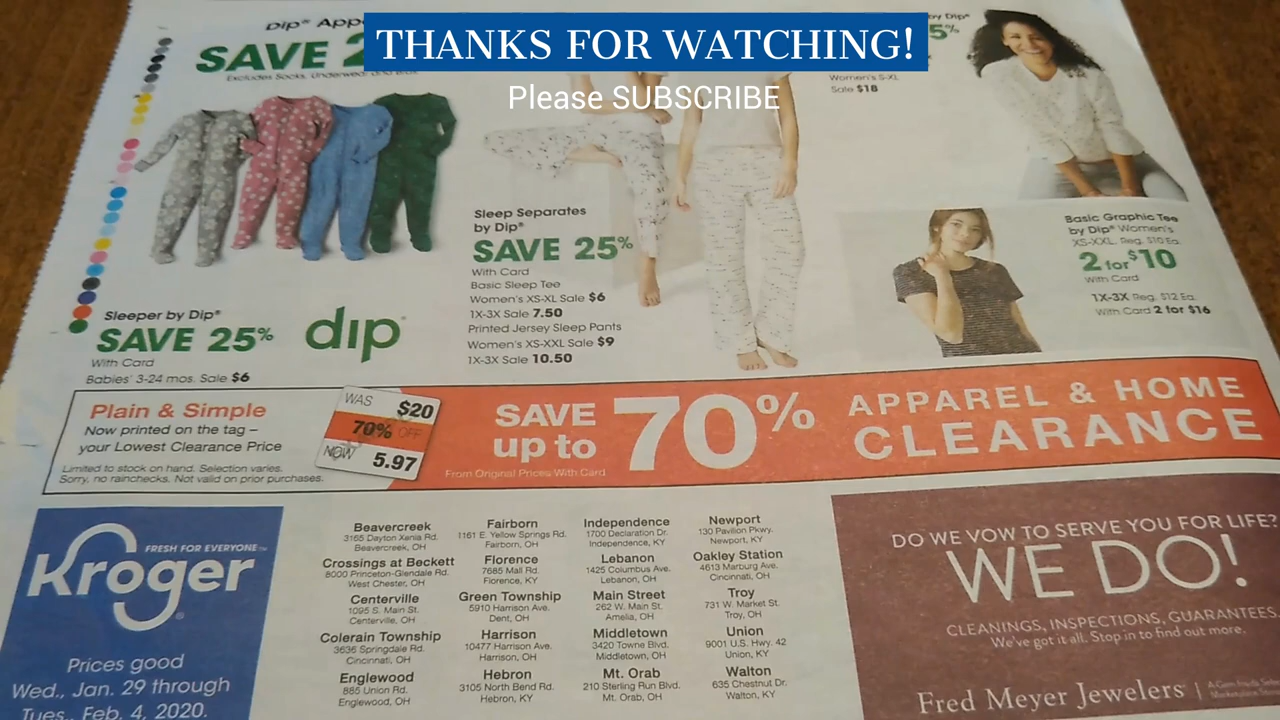 THANKS FOR WATCHING!
Please SUBSCRIBE
Dip®
SAVE
Excludes Socks, Underwear and Bras
by Dip®
5%
Women's S-XL
Sale $18
Sleeper by Dip®
SAVE 25%
With Card
Babies' 3-24 mos. Sale $6
dip®
Sleep Separates
by Dip®
SAVE 25%
With Card
Basic Sleep Tee
Women's XS-XL Sale $6
1X-3X Sale 7.50
Printed Jersey Sleep Pants
Women's XS-XXL Sale $9
1X-3X Sale 10.50
Basic Graphic Tee
by Dip® Women's
XS-XXL. Reg. $10 Ea.
2 for $10
With Card
1X-3X Reg. $12 Ea.
With Card 2 for $16
Plain & Simple
Now printed on the tag –
your Lowest Clearance Price
Limited to stock on hand. Selection varies.
Sorry, no rainchecks. Not valid on prior purchases.
WAS $20
70% OFF
NOW 5.97
SAVE
up to
70%
From Original Prices With Card
APPAREL & HOME
CLEARANCE
Kroger®
FRESH FOR EVERYONE™
Prices good
Wed., Jan. 29 through
Tues., Feb. 4, 2020.
Beavercreek
3165 Dayton Xenia Rd.
Beavercreek, OH
Crossings at Beckett
8000 Princeton-Glendale Rd.
West Chester, OH
Centerville
1095 S. Main St.
Centerville, OH
Colerain Township
3636 Springdale Rd.
Cincinnati, OH
Englewood
885 Union Rd.
Englewood, OH
Fairborn
1161 E. Yellow Springs Rd.
Fairborn, OH
Florence
7685 Mall Rd.
Florence, KY
Green Township
5910 Harrison Ave.
Dent, OH
Harrison
10477 Harrison Ave.
Harrison, OH
Hebron
3105 North Bend Rd.
Hebron, KY
Independence
1700 Declaration Dr.
Independence, KY
Lebanon
1425 Columbus Ave.
Lebanon, OH
Main Street
262 W. Main St.
Amelia, OH
Middletown
3420 Towne Blvd.
Middletown, OH
Mt. Orab
210 Sterling Run Blvd.
Mt. Orab, OH
Newport
130 Pavilion Pkwy.
Newport, KY
Oakley Station
4613 Marburg Ave.
Cincinnati, OH
Troy
731 W. Market St.
Troy, OH
Union
9001 U.S. Hwy. 42
Union, KY
Walton
635 Chestnut Dr.
Walton, KY
DO WE VOW TO SERVE YOU FOR LIFE?
WE DO!
CLEANINGS, INSPECTIONS, GUARANTEES.
We've got it all. Stop in to find out more.
Fred Meyer Jewelers